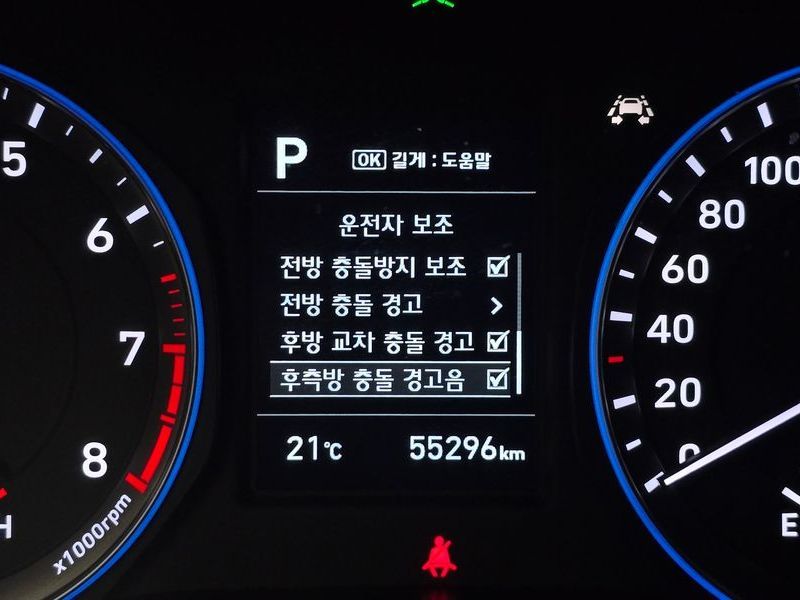 P OK 길게 : 도움말
운전자 보조
전방 충돌방지 보조
전방 충돌 경고
후방 교차 충돌 경고
후측방 충돌 경고음
21℃ 55296km
5
6
7
8
x1000rpm
H
100
80
60
40
20
0
E